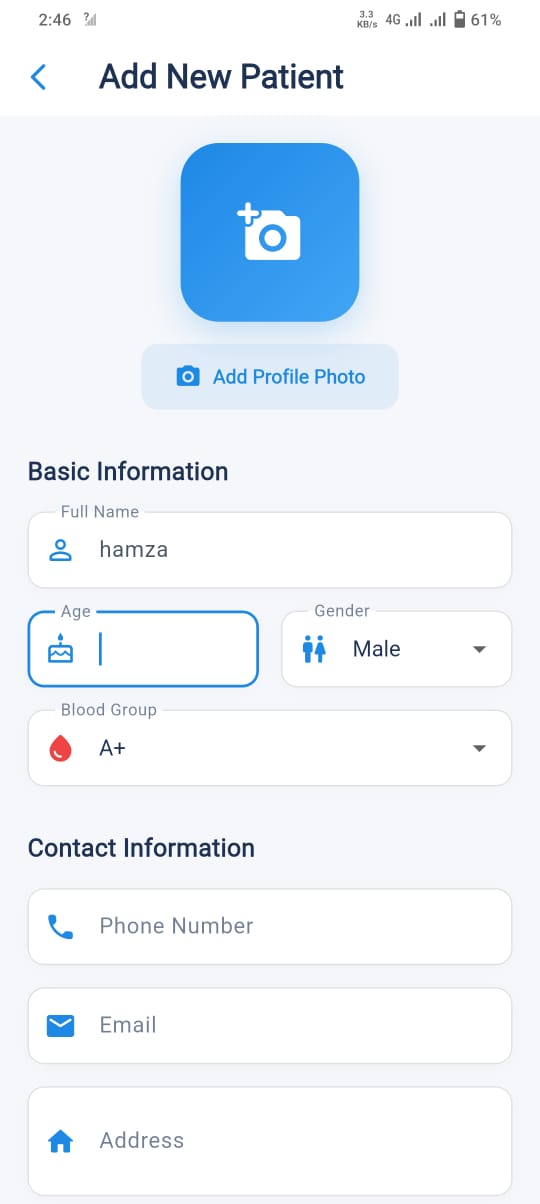 2:46 ? 3.3 KB/s 4G 61%
Add New Patient
Add Profile Photo
Basic Information
Full Name
hamza
Age
Gender
Male
Blood Group
A+
Contact Information
Phone Number
Email
Address